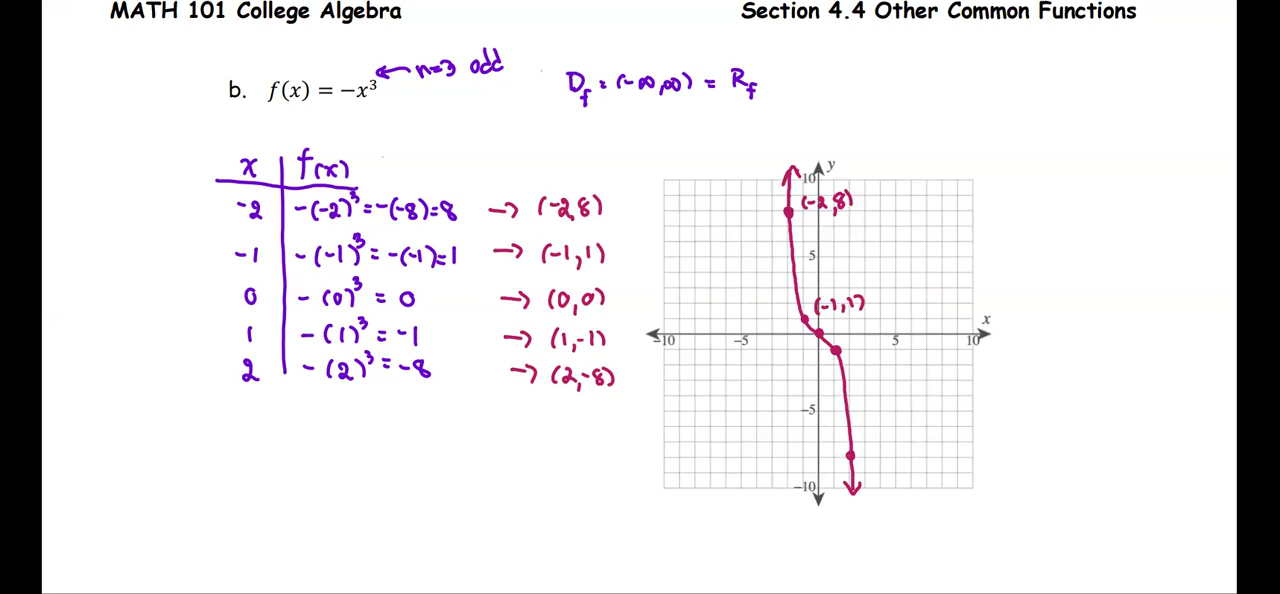 MATH 101 College Algebra Section 4.4 Other Common Functions
b. f(x) = −x³ ← n=3 odd D_f = (-∞,∞) = R_f
x f(x)
-2 -(-2)³ = -(-8) = 8 → (-2,8)
-1 -(-1)³ = -(-1) = 1 → (-1,1)
0 -(0)³ = 0 → (0,0)
1 -(1)³ = -1 → (1,-1)
2 -(2)³ = -8 → (2,-8)
y
10
(-2,8)
5
(-1,1)
x
−10 −5 5 10
−5
−10